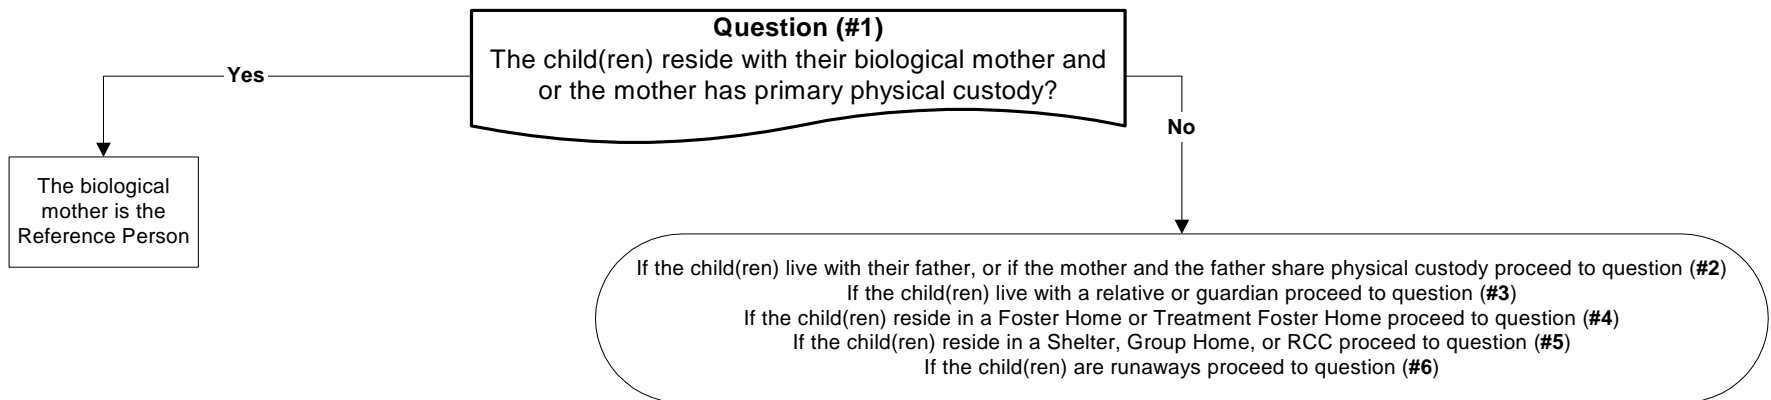 Question (#1)
The child(ren) reside with their biological mother and
or the mother has primary physical custody?
Yes
No
The biological
mother is the
Reference Person
If the child(ren) live with their father, or if the mother and the father share physical custody proceed to question (#2)
If the child(ren) live with a relative or guardian proceed to question (#3)
If the child(ren) reside in a Foster Home or Treatment Foster Home proceed to question (#4)
If the child(ren) reside in a Shelter, Group Home, or RCC proceed to question (#5)
If the child(ren) are runaways proceed to question (#6)